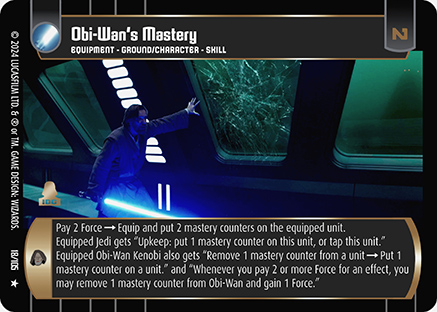 Obi-Wan's Mastery
EQUIPMENT - GROUND/CHARACTER - SKILL
N
© 2024 LUCASFILM LTD. & ® or TM. GAME DESIGN: WIZARDS.
18/105
Pay 2 Force → Equip and put 2 mastery counters on the equipped unit.
Equipped Jedi gets "Upkeep: put 1 mastery counter on this unit, or tap this unit."
Equipped Obi-Wan Kenobi also gets "Remove 1 mastery counter from a unit → Put 1
mastery counter on a unit." and "Whenever you pay 2 or more Force for an effect, you
may remove 1 mastery counter from Obi-Wan and gain 1 Force."